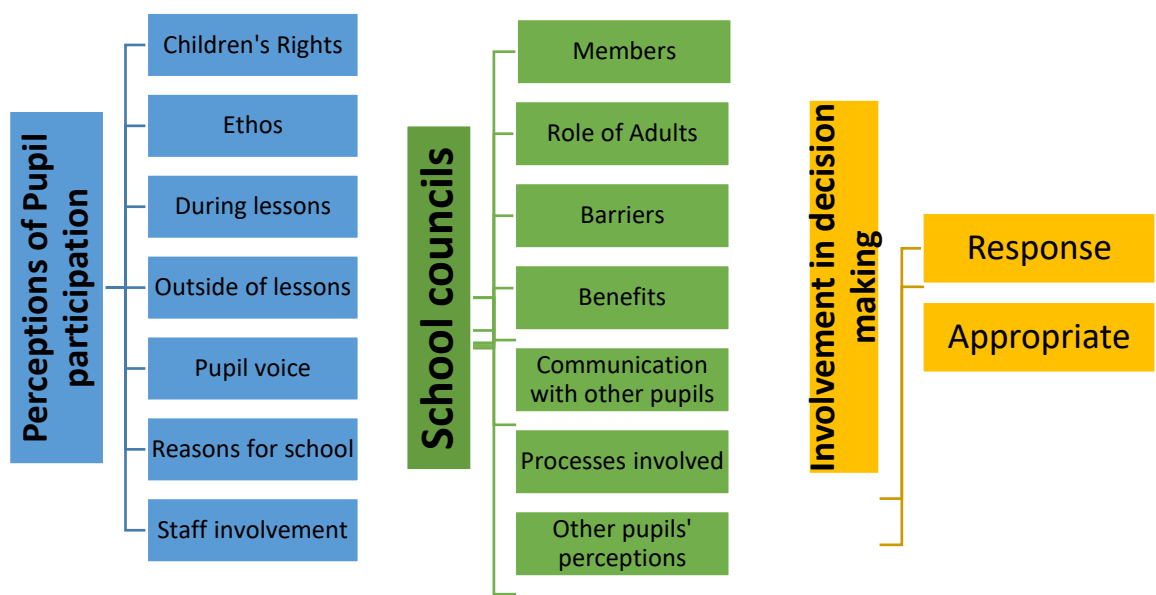 Perceptions of Pupil
participation
Children's Rights
Ethos
During lessons
Outside of lessons
Pupil voice
Reasons for school
Staff involvement
School councils
Members
Role of Adults
Barriers
Benefits
Communication
with other pupils
Processes involved
Other pupils'
perceptions
Involvement in decision
making
Response
Appropriate